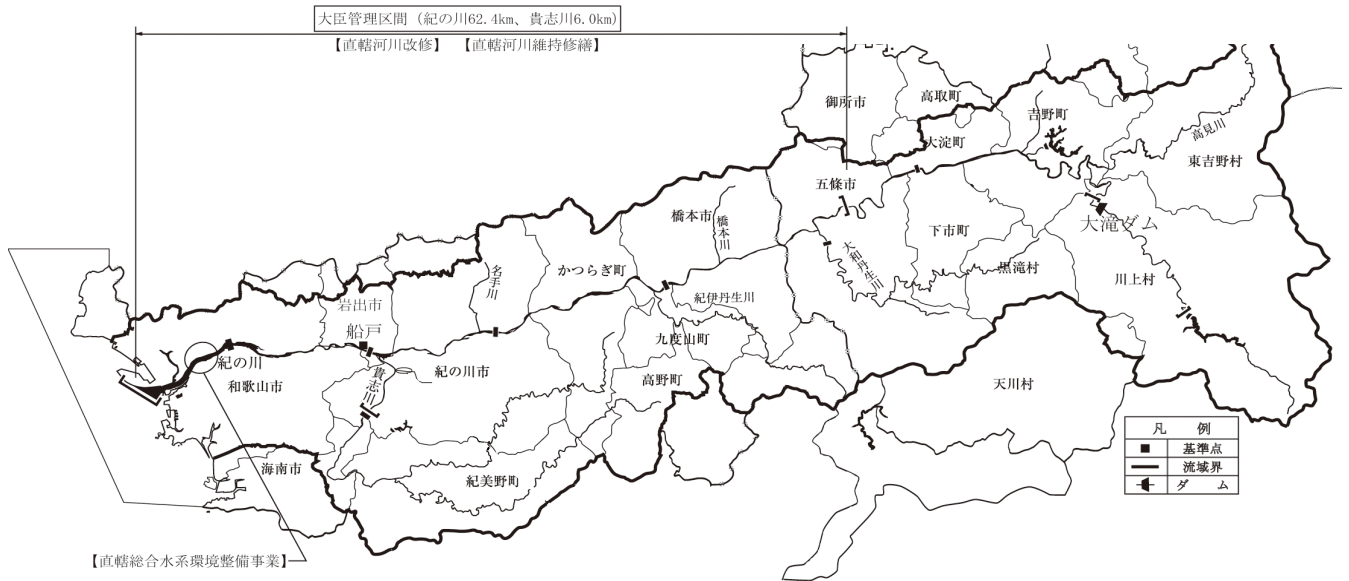 大臣管理区間(紀の川62.4km、貴志川6.0km)
【直轄河川改修】 【直轄河川維持修繕】
御所市
高取町
吉野町
高見川
大淀町
東吉野村
五條市
橋本市
橋本川
大滝ダム
下市町
大和丹生川
かつらぎ町
名手川
黒滝村
川上村
紀伊丹生川
岩出市
船戸
九度山町
紀の川
紀の川市
和歌山市
貴志川
高野町
天川村
海南市
紀美野町
凡 例
基準点
流域界
ダ ム
【直轄総合水系環境整備事業】